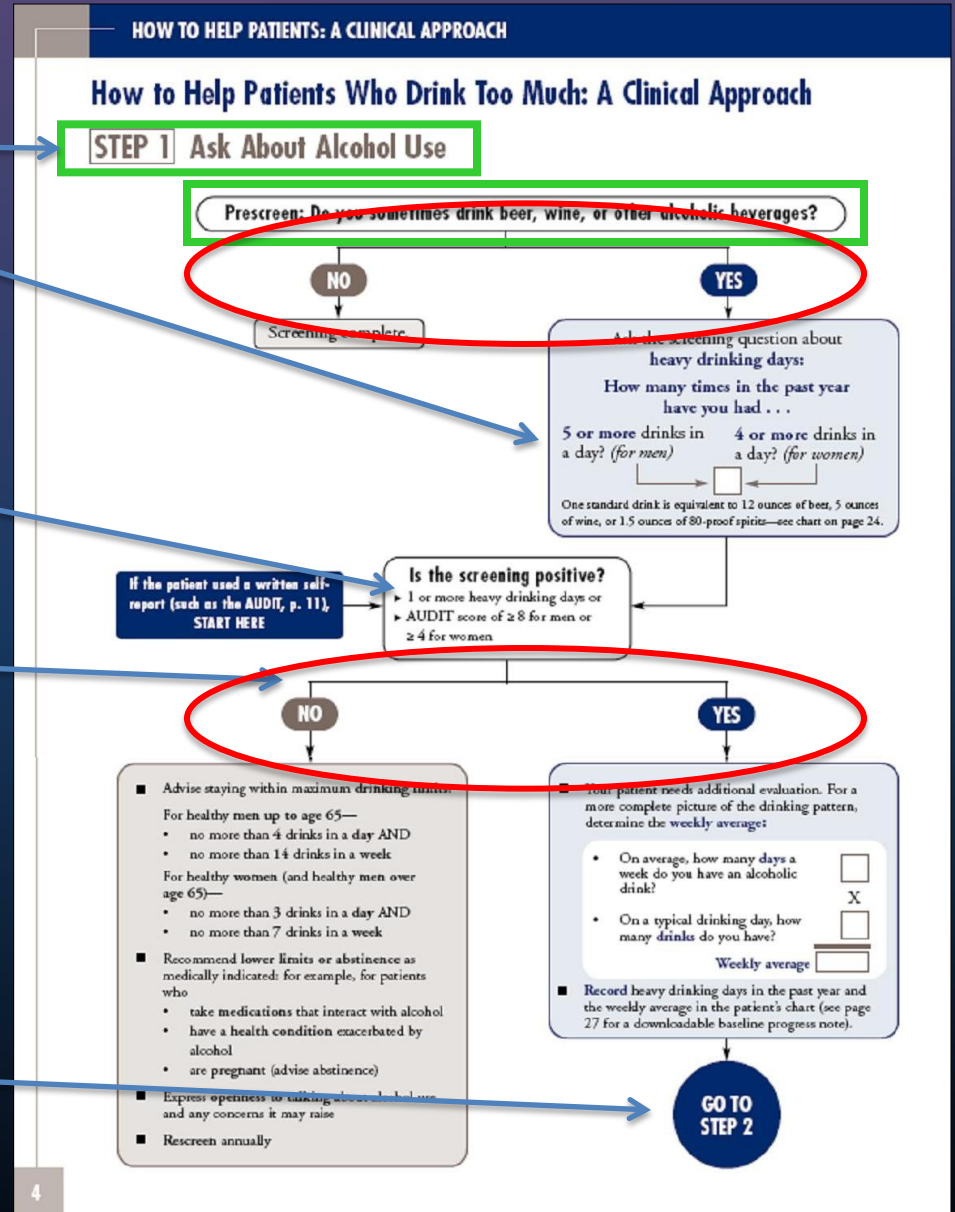 HOW TO HELP PATIENTS: A CLINICAL APPROACH
How to Help Patients Who Drink Too Much: A Clinical Approach
STEP 1 Ask About Alcohol Use
Prescreen: Do you sometimes drink beer, wine, or other alcoholic beverages?
NO
YES
Screening complete.
Ask the screening question about
heavy drinking days:
How many times in the past year
have you had . . .
5 or more drinks in
a day? (for men)
4 or more drinks in
a day? (for women)
One standard drink is equivalent to 12 ounces of beer, 5 ounces
of wine, or 1.5 ounces of 80-proof spirits—see chart on page 24.
If the patient used a written self-
report (such as the AUDIT, p. 11),
START HERE
Is the screening positive?
▸ 1 or more heavy drinking days or
▸ AUDIT score of ≥ 8 for men or
≥ 4 for women
NO
YES
■ Advise staying within maximum drinking limits:
For healthy men up to age 65—
• no more than 4 drinks in a day AND
• no more than 14 drinks in a week
For healthy women (and healthy men over
age 65)—
• no more than 3 drinks in a day AND
• no more than 7 drinks in a week
■ Recommend lower limits or abstinence as
medically indicated: for example, for patients
who
• take medications that interact with alcohol
• have a health condition exacerbated by
alcohol
• are pregnant (advise abstinence)
■ Express openness to talking about alcohol use
and any concerns it may raise
■ Rescreen annually
■ Your patient needs additional evaluation. For a
more complete picture of the drinking pattern,
determine the weekly average:
• On average, how many days a
week do you have an alcoholic
drink?
X
• On a typical drinking day, how
many drinks do you have?
Weekly average
■ Record heavy drinking days in the past year and
the weekly average in the patient's chart (see page
27 for a downloadable baseline progress note).
GO TO
STEP 2
4